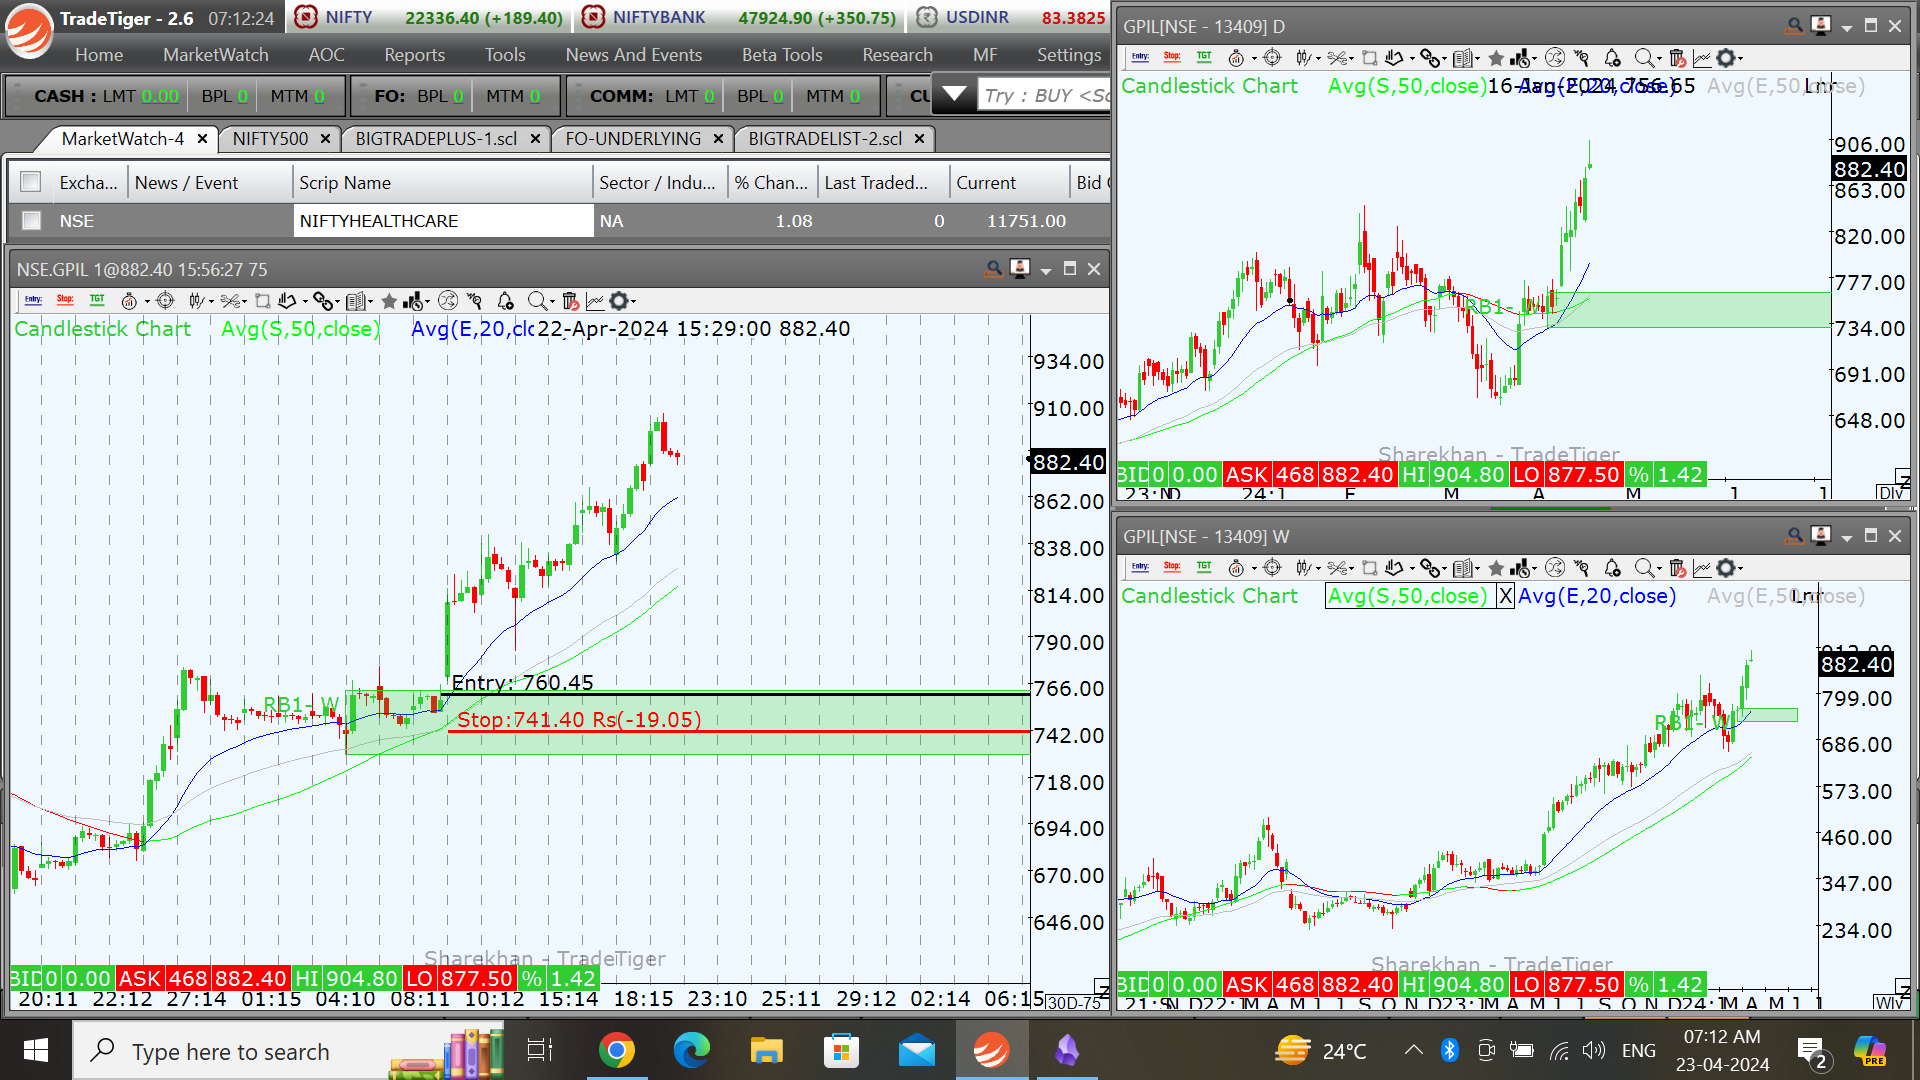 TradeTiger - 2.6 07:12:24 NIFTY 22336.40 (+189.40) NIFTYBANK 47924.90 (+350.75) USDINR 83.3825
Home MarketWatch AOC Reports Tools News And Events Beta Tools Research MF Settings
CASH : LMT 0.00 BPL 0 MTM 0 FO: BPL 0 MTM 0 COMM: LMT 0 BPL 0 MTM 0 Try : BUY <Sc
MarketWatch-4 NIFTY500 BIGTRADEPLUS-1.scl FO-UNDERLYING BIGTRADELIST-2.scl
Excha... News / Event Scrip Name Sector / Indu... % Chan... Last Traded... Current Bid
NSE NIFTYHEALTHCARE NA 1.08 0 11751.00
NSE.GPIL 1@882.40 15:56:27 75
Entry: Stop: TGT
Candlestick Chart Avg(S,50,close) Avg(E,20,clo 22-Apr-2024 15:29:00 882.40
934.00
910.00
882.40
862.00
838.00
814.00
790.00
Entry: 760.45
766.00
RB1- W
Stop:741.40 Rs(-19.05)
742.00
718.00
694.00
670.00
646.00
Sharekhan - TradeTiger
BID 0 0.00 ASK 468 882.40 HI 904.80 LO 877.50 % 1.42
20:11 22:12 27:14 01:15 04:10 08:11 10:12 15:14 18:15 23:10 25:11 29:12 02:14 06:15 30D-75
GPIL[NSE - 13409] D
Entry: Stop: TGT
Candlestick Chart Avg(S,50,close) 16-Jan-2024 756.65 Avg(E,20,close) Avg(E,50,close)
906.00
882.40
863.00
820.00
777.00
RB1- W
734.00
691.00
648.00
Sharekhan - TradeTiger
BID 0 0.00 ASK 468 882.40 HI 904.80 LO 877.50 % 1.42
23:N D 24:1 F M A M 1 1
GPIL[NSE - 13409] W
Entry: Stop: TGT
Candlestick Chart Avg(S,50,close) X Avg(E,20,close) Avg(E,50,close)
882.40
799.00
RB1- W
686.00
573.00
460.00
347.00
234.00
Sharekhan - TradeTiger
BID 0 0.00 ASK 468 882.40 HI 904.80 LO 877.50 % 1.42
Type here to search
24°C
ENG
07:12 AM
23-04-2024
2
PRE